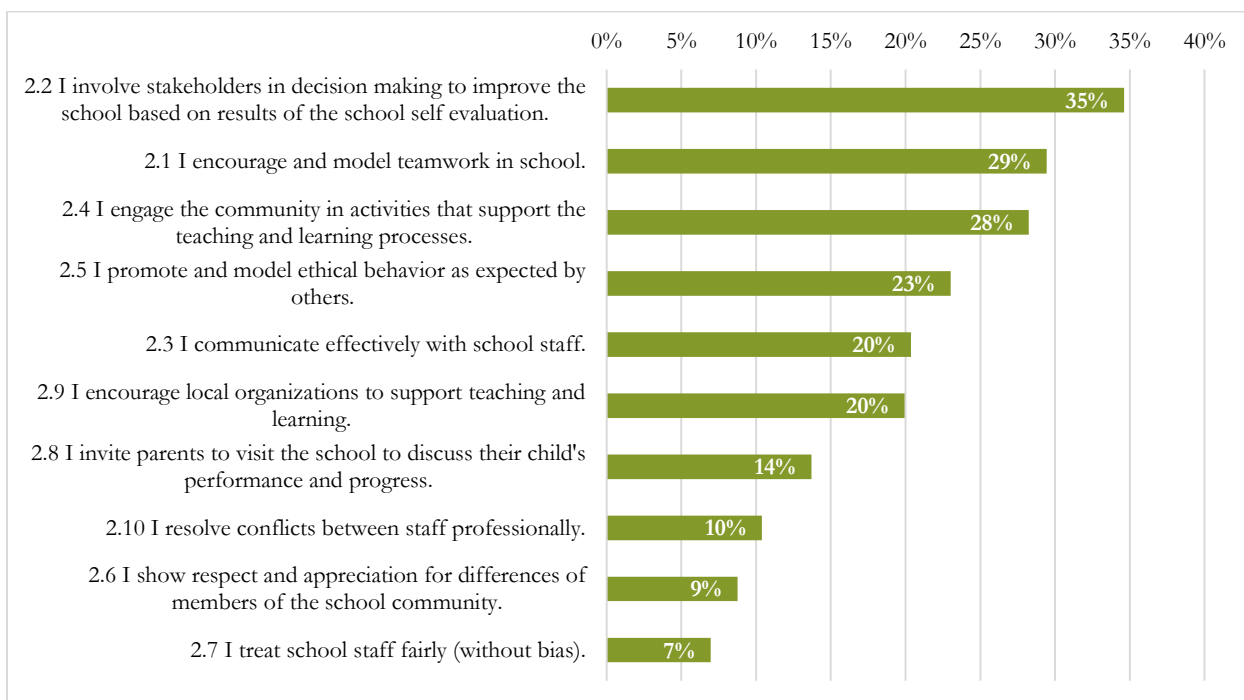 0% 5% 10% 15% 20% 25% 30% 35% 40%
2.2 I involve stakeholders in decision making to improve the
school based on results of the school self evaluation.
35%
2.1 I encourage and model teamwork in school.
29%
2.4 I engage the community in activities that support the
teaching and learning processes.
28%
2.5 I promote and model ethical behavior as expected by
others.
23%
2.3 I communicate effectively with school staff.
20%
2.9 I encourage local organizations to support teaching and
learning.
20%
2.8 I invite parents to visit the school to discuss their child's
performance and progress.
14%
2.10 I resolve conflicts between staff professionally.
10%
2.6 I show respect and appreciation for differences of
members of the school community.
9%
2.7 I treat school staff fairly (without bias).
7%